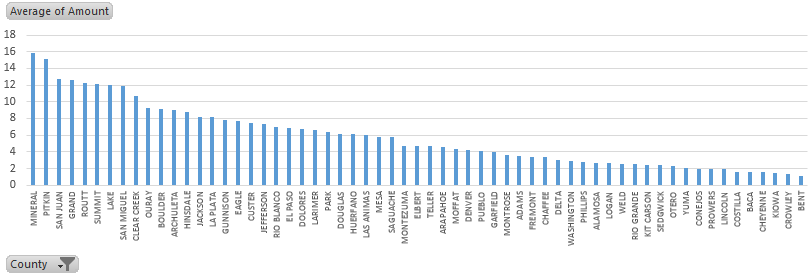 Average of Amount
18
16
14
12
10
8
6
4
2
0
MINERAL
PITKIN
SAN JUAN
GRAND
ROUTT
SUMMIT
LAKE
SAN MIGUEL
CLEAR CREEK
OURAY
BOULDER
ARCHULETA
HINSDALE
JACKSON
LA PLATA
GUNNISON
EAGLE
CUSTER
JEFFERSON
RIO BLANCO
EL PASO
DOLORES
LARIMER
PARK
DOUGLAS
HUERFANO
LAS ANIMAS
MESA
SAGUACHE
MONTEZUMA
ELBERT
TELLER
ARAPAHOE
MOFFAT
DENVER
PUEBLO
GARFIELD
MONTROSE
ADAMS
FREMONT
CHAFFEE
DELTA
WASHINGTON
PHILLIPS
ALAMOSA
LOGAN
WELD
RIO GRANDE
KIT CARSON
SEDGWICK
OTERO
YUMA
CONEJOS
PROWERS
LINCOLN
COSTILLA
BACA
CHEYENNE
KIOWA
CROWLEY
BENT
County